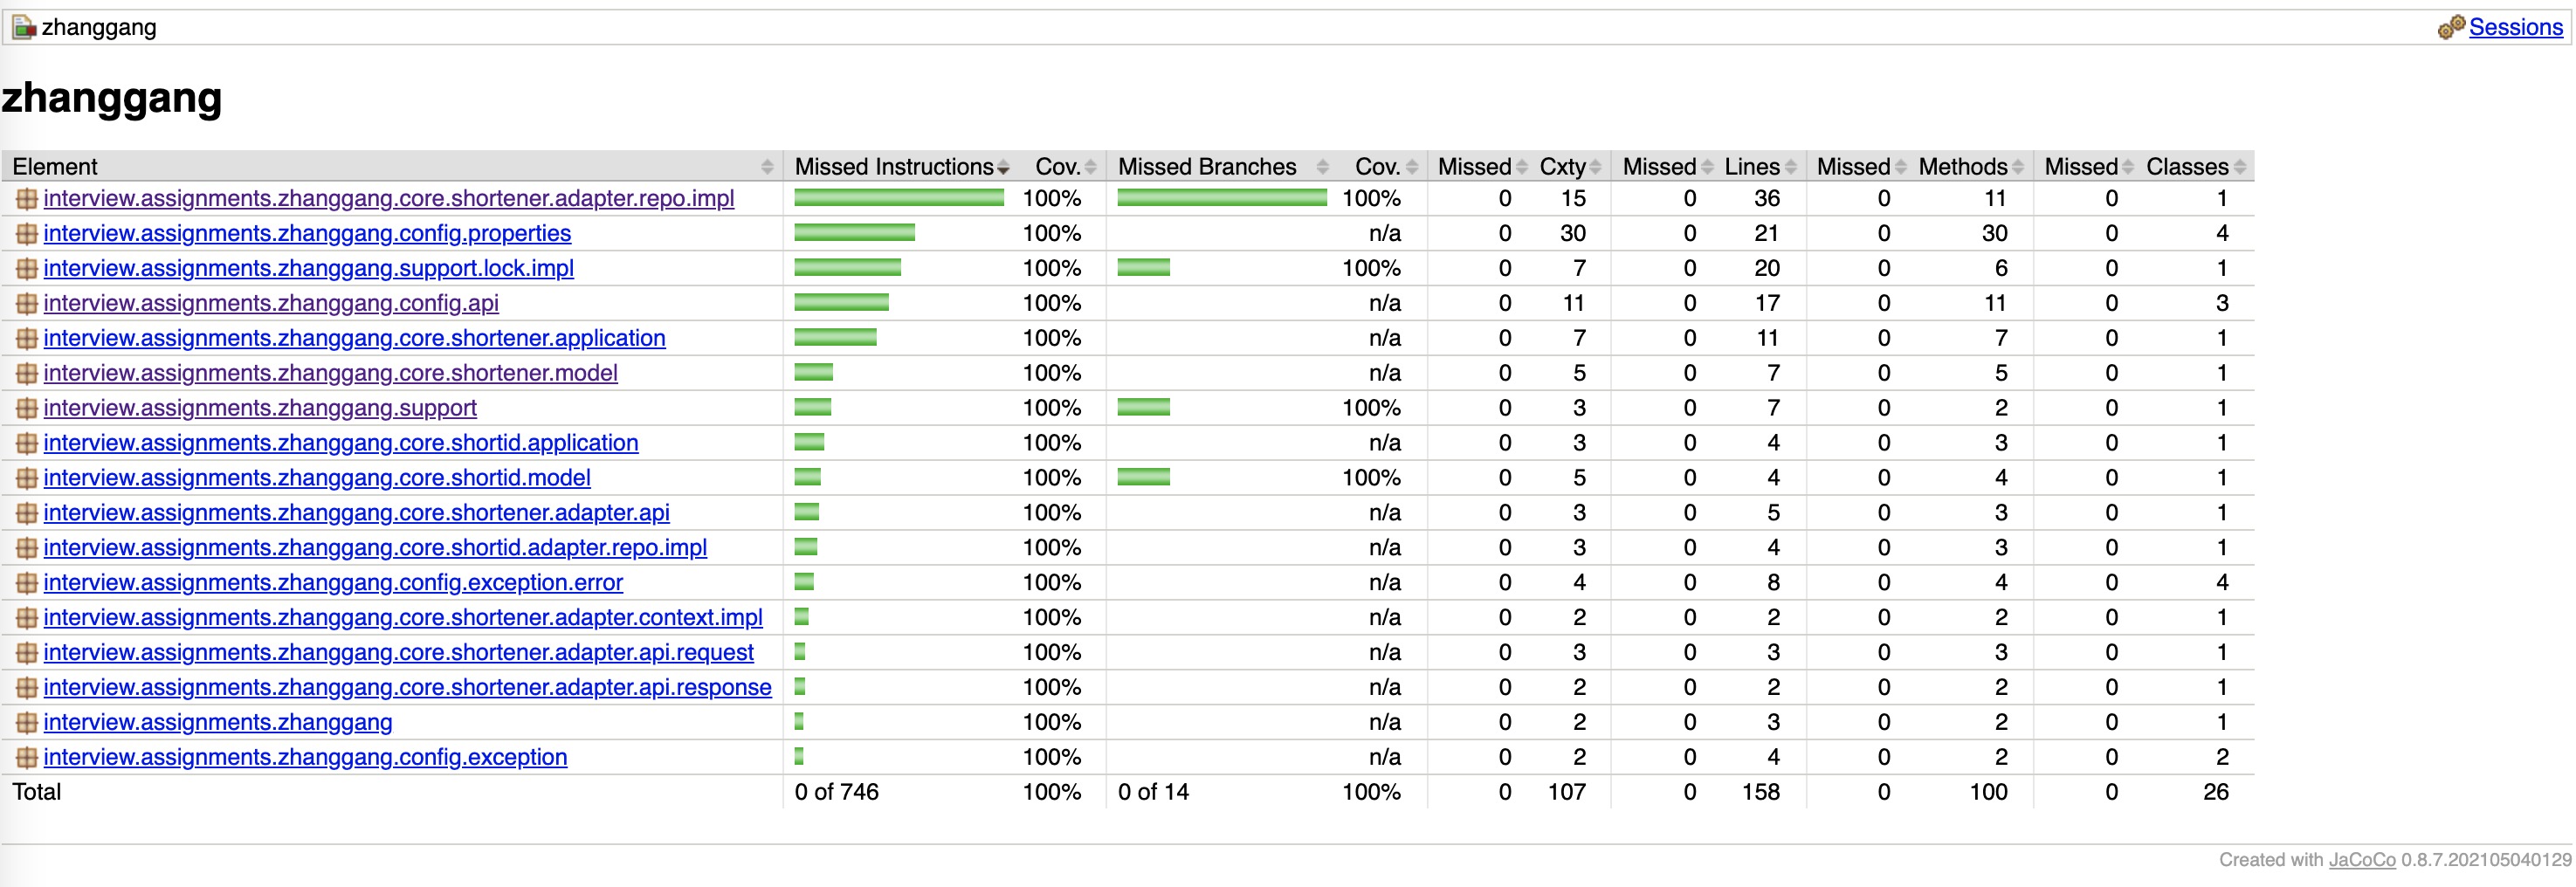 zhanggang Sessions
zhanggang
Element Missed Instructions Cov. Missed Branches Cov. Missed Cxty Missed Lines Missed Methods Missed Classes
interview.assignments.zhanggang.core.shortener.adapter.repo.impl 100% 100% 0 15 0 36 0 11 0 1
interview.assignments.zhanggang.config.properties 100% n/a 0 30 0 21 0 30 0 4
interview.assignments.zhanggang.support.lock.impl 100% 100% 0 7 0 20 0 6 0 1
interview.assignments.zhanggang.config.api 100% n/a 0 11 0 17 0 11 0 3
interview.assignments.zhanggang.core.shortener.application 100% n/a 0 7 0 11 0 7 0 1
interview.assignments.zhanggang.core.shortener.model 100% n/a 0 5 0 7 0 5 0 1
interview.assignments.zhanggang.support 100% 100% 0 3 0 7 0 2 0 1
interview.assignments.zhanggang.core.shortid.application 100% n/a 0 3 0 4 0 3 0 1
interview.assignments.zhanggang.core.shortid.model 100% 100% 0 5 0 4 0 4 0 1
interview.assignments.zhanggang.core.shortener.adapter.api 100% n/a 0 3 0 5 0 3 0 1
interview.assignments.zhanggang.core.shortid.adapter.repo.impl 100% n/a 0 3 0 4 0 3 0 1
interview.assignments.zhanggang.config.exception.error 100% n/a 0 4 0 8 0 4 0 4
interview.assignments.zhanggang.core.shortener.adapter.context.impl 100% n/a 0 2 0 2 0 2 0 1
interview.assignments.zhanggang.core.shortener.adapter.api.request 100% n/a 0 3 0 3 0 3 0 1
interview.assignments.zhanggang.core.shortener.adapter.api.response 100% n/a 0 2 0 2 0 2 0 1
interview.assignments.zhanggang 100% n/a 0 2 0 3 0 2 0 1
interview.assignments.zhanggang.config.exception 100% n/a 0 2 0 4 0 2 0 2
Total 0 of 746 100% 0 of 14 100% 0 107 0 158 0 100 0 26
Created with JaCoCo 0.8.7.202105040129